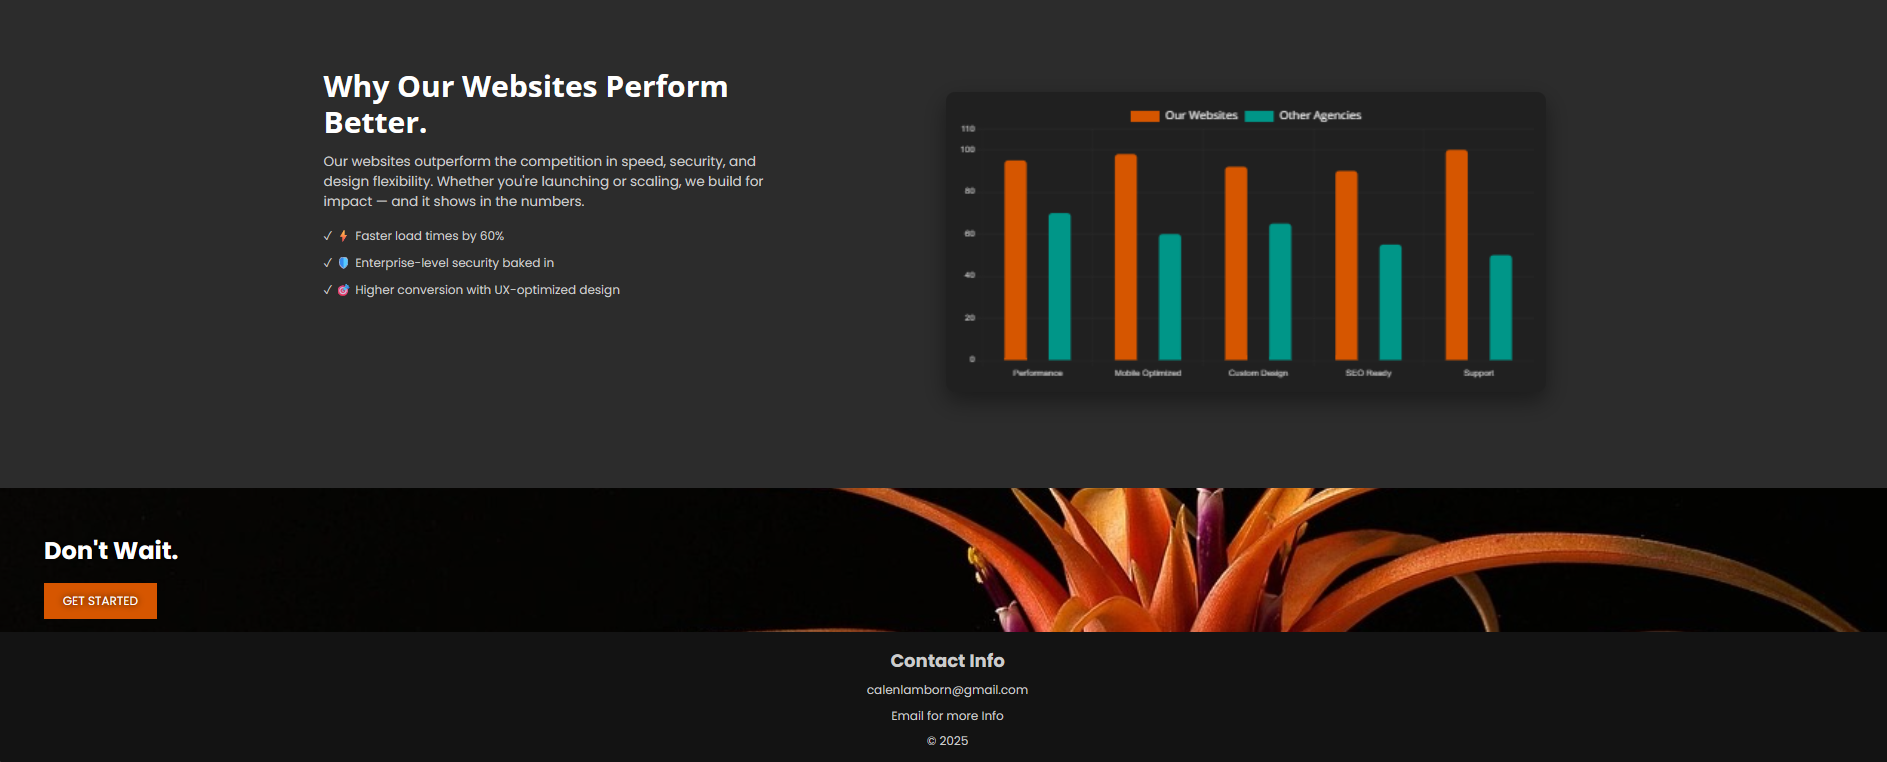 Why Our Websites Perform
Better.
Our websites outperform the competition in speed, security, and
design flexibility. Whether you're launching or scaling, we build for
impact — and it shows in the numbers.
✓ ⚡ Faster load times by 60%
✓ 🛡️ Enterprise-level security baked in
✓ 🎯 Higher conversion with UX-optimized design
Our Websites Other Agencies
110
100
80
60
40
20
0
Performance Mobile Optimized Custom Design SEO Ready Support
Don't Wait.
GET STARTED
Contact Info
calenlamborn@gmail.com
Email for more Info
© 2025